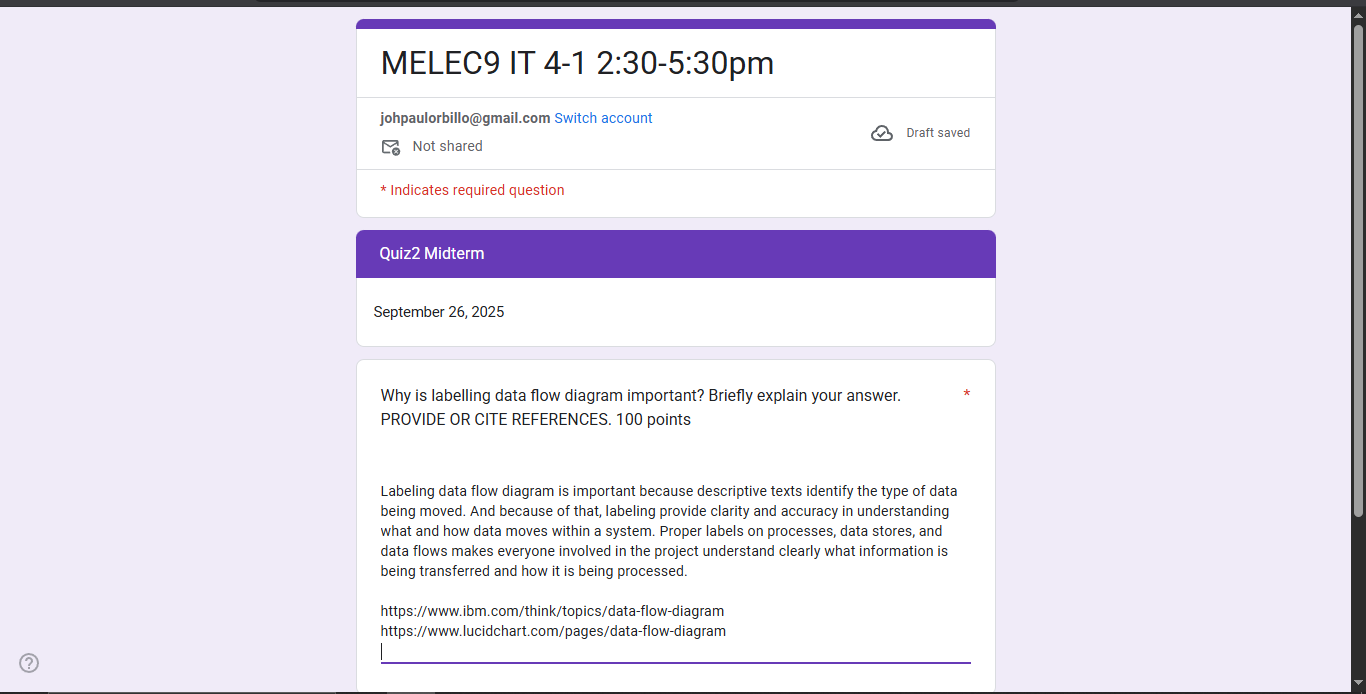 MELEC9 IT 4-1 2:30-5:30pm
johpaulorbillo@gmail.com Switch account
Draft saved
Not shared
* Indicates required question
Quiz2 Midterm
September 26, 2025
Why is labelling data flow diagram important? Briefly explain your answer. *
PROVIDE OR CITE REFERENCES. 100 points
Labeling data flow diagram is important because descriptive texts identify the type of data
being moved. And because of that, labeling provide clarity and accuracy in understanding
what and how data moves within a system. Proper labels on processes, data stores, and
data flows makes everyone involved in the project understand clearly what information is
being transferred and how it is being processed.
https://www.ibm.com/think/topics/data-flow-diagram
https://www.lucidchart.com/pages/data-flow-diagram